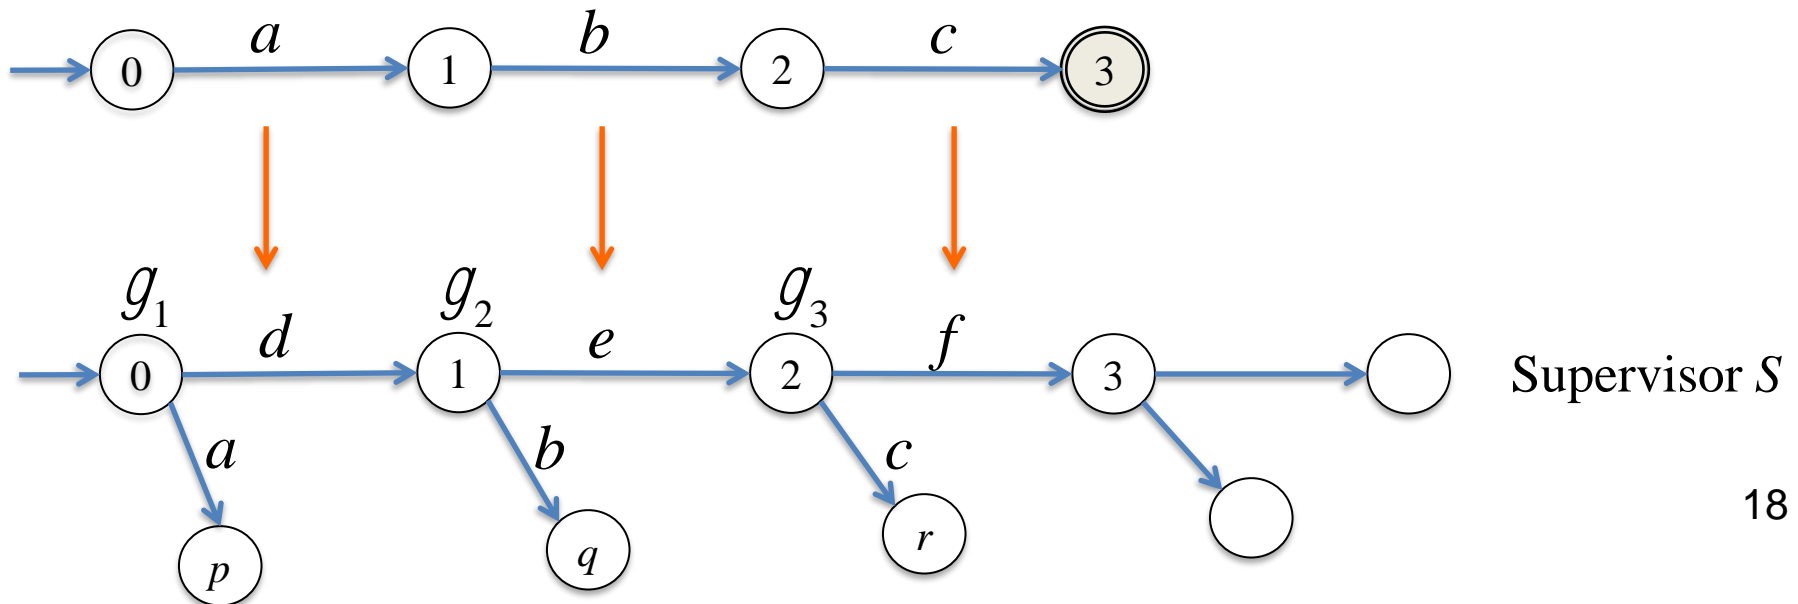 a b c
0 1 2 3
g₁ g₂ g₃
d e f
0 1 2 3 Supervisor S
a b c
18
p q r